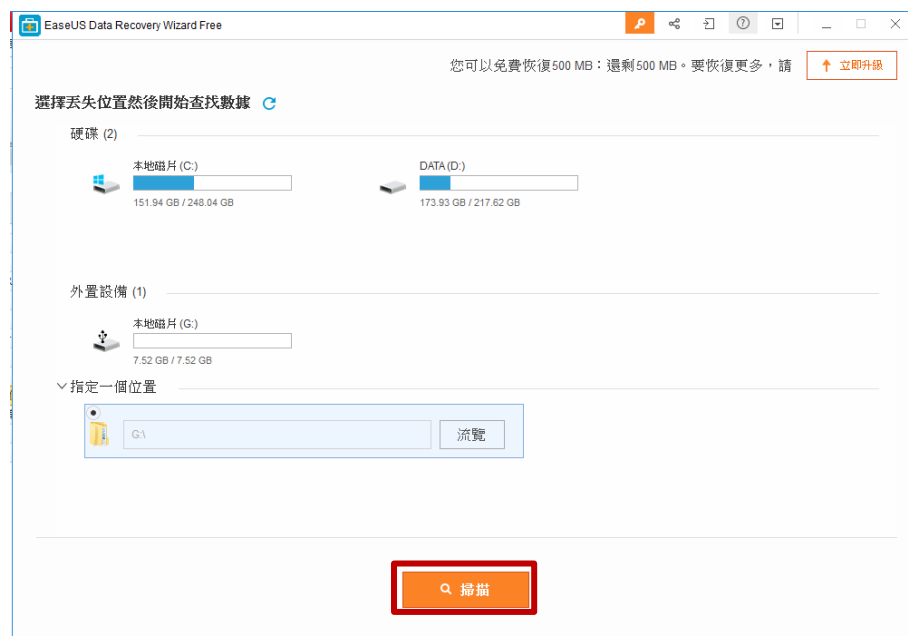 EaseUS Data Recovery Wizard Free
您可以免費恢復500 MB：還剩500 MB。要恢復更多，請
立即升級
選擇丟失位置然後開始查找數據
硬碟 (2)
本地磁片 (C:)
151.94 GB / 248.04 GB
DATA (D:)
173.93 GB / 217.62 GB
外置設備 (1)
本地磁片 (G:)
7.52 GB / 7.52 GB
指定一個位置
G:\
流覽
掃描